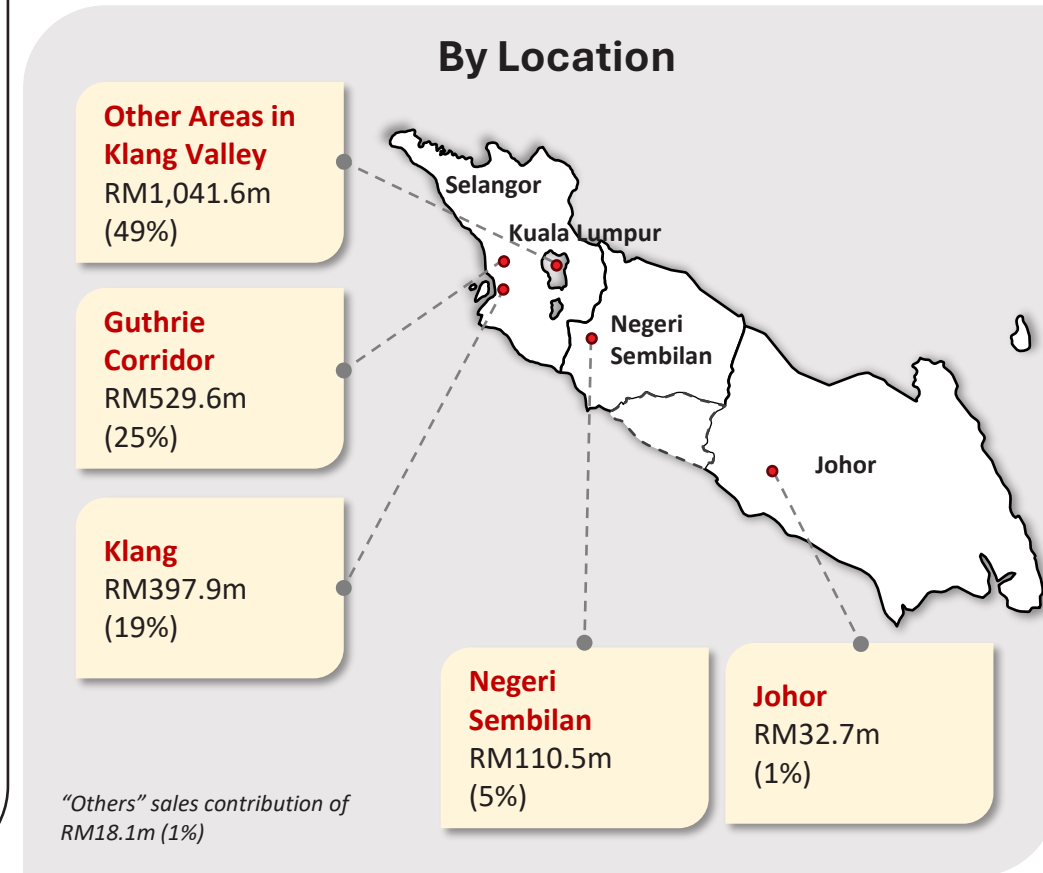 By Location
Other Areas in
Klang Valley
RM1,041.6m
(49%)
Guthrie
Corridor
RM529.6m
(25%)
Klang
RM397.9m
(19%)
Selangor
Kuala Lumpur
Negeri
Sembilan
Johor
Negeri
Sembilan
RM110.5m
(5%)
Johor
RM32.7m
(1%)
“Others” sales contribution of
RM18.1m (1%)